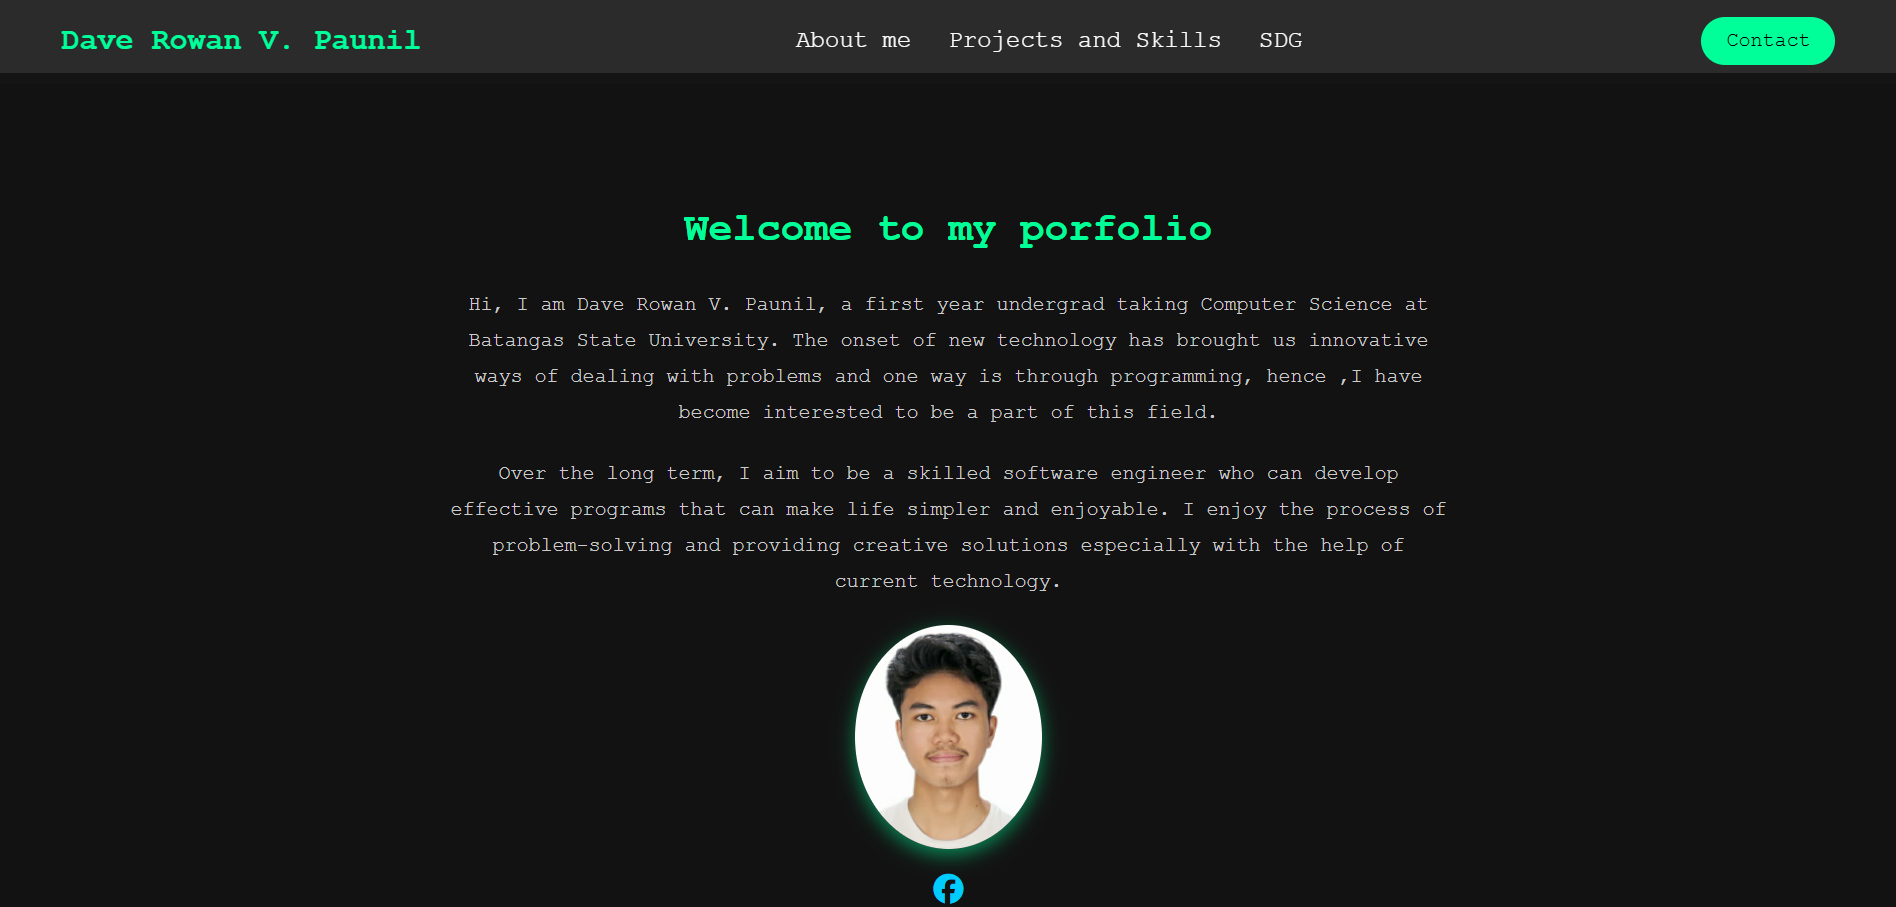 Dave Rowan V. Paunil
About me
Projects and Skills
SDG
Contact
Welcome to my porfolio
Hi, I am Dave Rowan V. Paunil, a first year undergrad taking Computer Science at
Batangas State University. The onset of new technology has brought us innovative
ways of dealing with problems and one way is through programming, hence ,I have
become interested to be a part of this field.
Over the long term, I aim to be a skilled software engineer who can develop
effective programs that can make life simpler and enjoyable. I enjoy the process of
problem-solving and providing creative solutions especially with the help of
current technology.